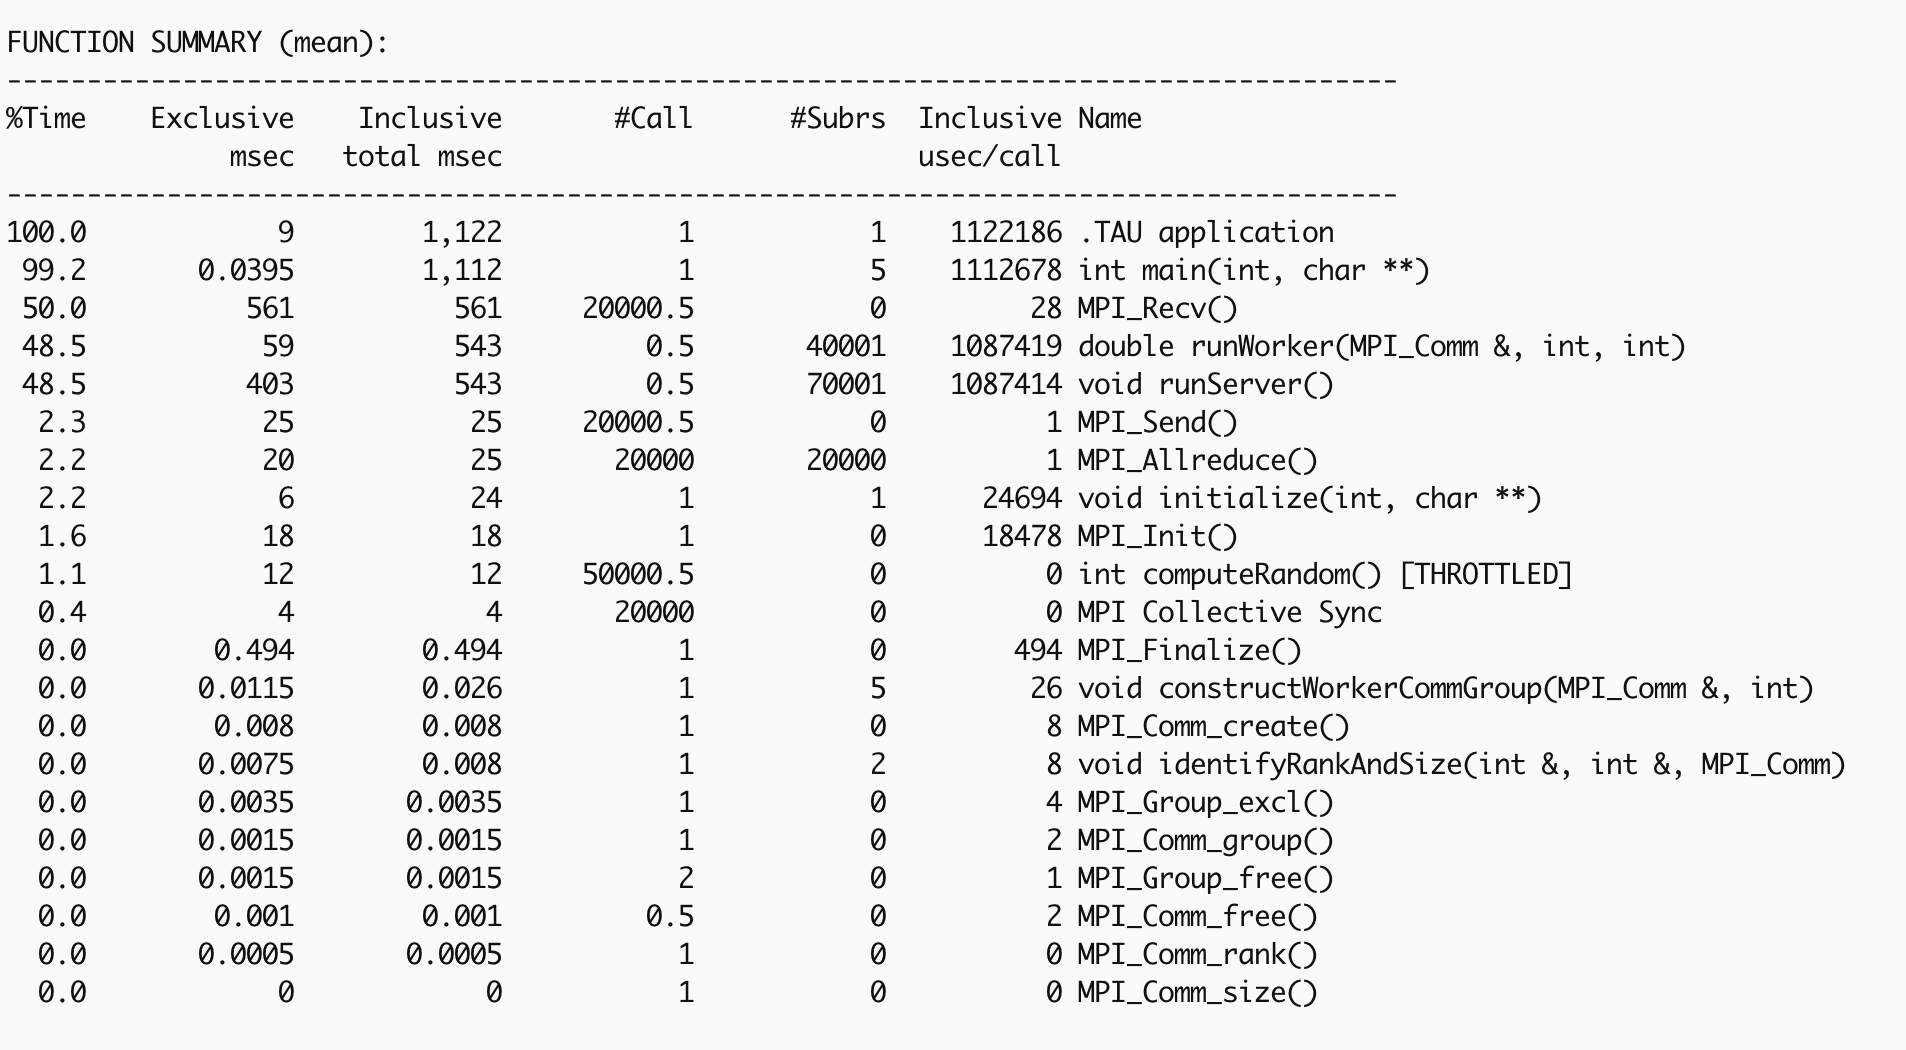 FUNCTION SUMMARY (mean):
---------------------------------------------------------------------------------------
%Time    Exclusive    Inclusive       #Call      #Subrs  Inclusive Name
              msec   total msec                          usec/call
---------------------------------------------------------------------------------------
100.0            9        1,122           1           1    1122186 .TAU application
 99.2       0.0395        1,112           1           5    1112678 int main(int, char **)
 50.0          561          561     20000.5           0         28 MPI_Recv()
 48.5           59          543         0.5       40001    1087419 double runWorker(MPI_Comm &, int, int)
 48.5          403          543         0.5       70001    1087414 void runServer()
  2.3           25           25     20000.5           0          1 MPI_Send()
  2.2           20           25       20000       20000          1 MPI_Allreduce()
  2.2            6           24           1           1      24694 void initialize(int, char **)
  1.6           18           18           1           0      18478 MPI_Init()
  1.1           12           12     50000.5           0          0 int computeRandom() [THROTTLED]
  0.4            4            4       20000           0          0 MPI Collective Sync
  0.0        0.494        0.494           1           0        494 MPI_Finalize()
  0.0       0.0115        0.026           1           5         26 void constructWorkerCommGroup(MPI_Comm &, int)
  0.0        0.008        0.008           1           0          8 MPI_Comm_create()
  0.0       0.0075        0.008           1           2          8 void identifyRankAndSize(int &, int &, MPI_Comm)
  0.0       0.0035       0.0035           1           0          4 MPI_Group_excl()
  0.0       0.0015       0.0015           1           0          2 MPI_Comm_group()
  0.0       0.0015       0.0015           2           0          1 MPI_Group_free()
  0.0        0.001        0.001         0.5           0          2 MPI_Comm_free()
  0.0       0.0005       0.0005           1           0          0 MPI_Comm_rank()
  0.0            0            0           1           0          0 MPI_Comm_size()